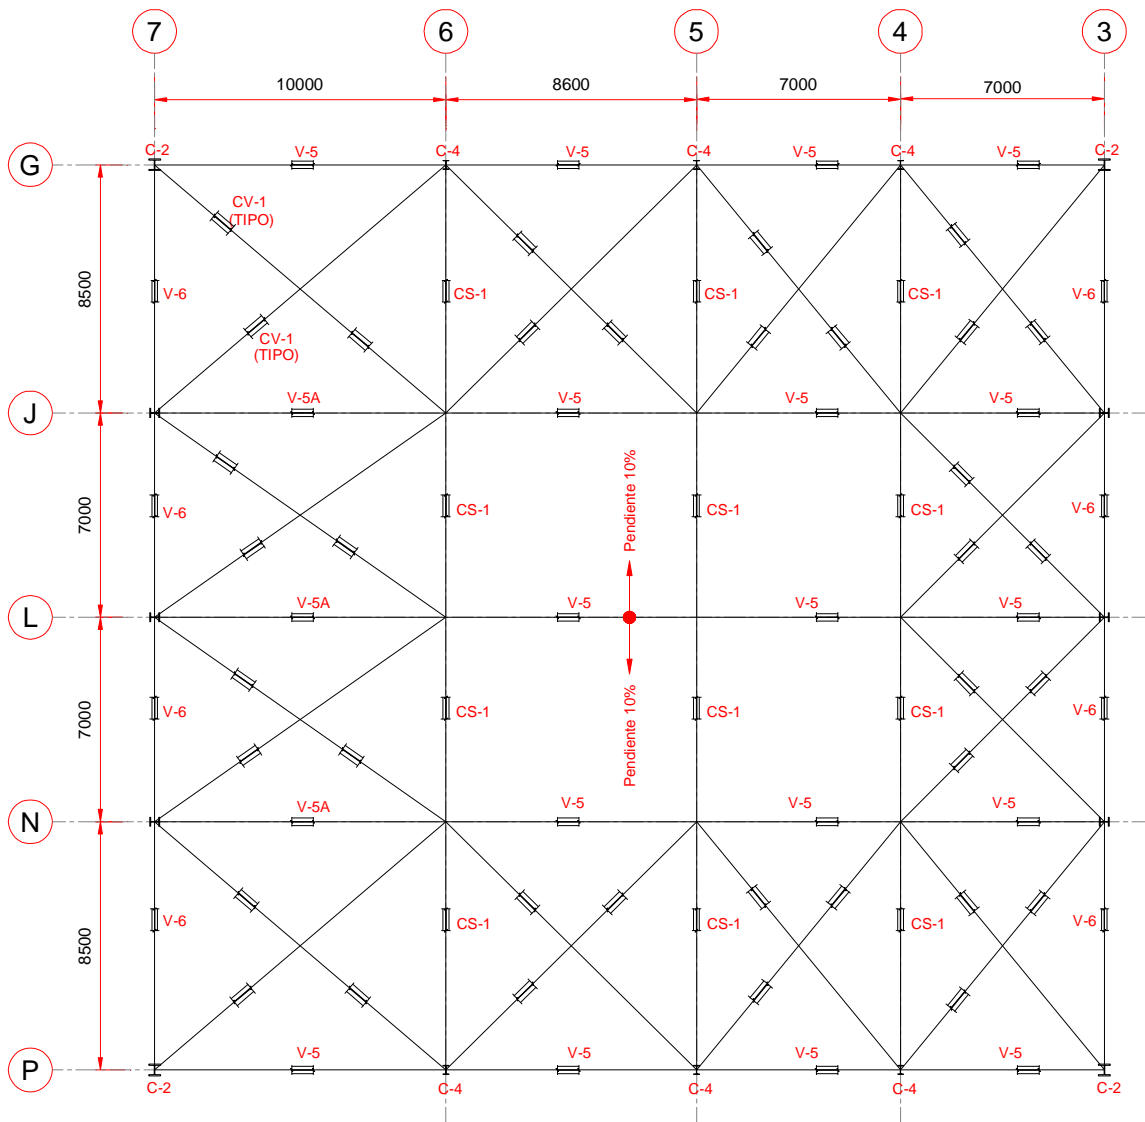 7 6 5 4 3
10000 8600 7000 7000
C-2 V-5 C-4 V-5 C-4 V-5 C-4 V-5 C-2
G
CV-1
(TIPO)
8500
V-6 CS-1 CS-1 CS-1 V-6
CV-1
(TIPO)
V-5A V-5 V-5 V-5
J
Pendiente 10%
7000
V-6 CS-1 CS-1 CS-1 V-6
V-5A V-5 V-5 V-5
L
7000
V-6 CS-1 CS-1 CS-1 V-6
Pendiente 10%
V-5A V-5 V-5 V-5
N
8500
V-6 CS-1 CS-1 CS-1 V-6
V-5 V-5 V-5 V-5
P
C-2 C-4 C-4 C-4 C-2